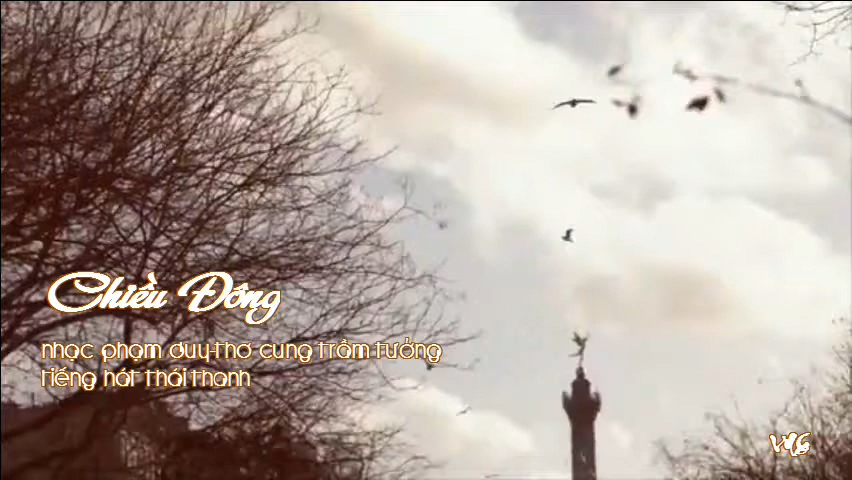 Chiều Đông
nhạc phạm duy-thơ cung trầm tưởng
tiếng hát thái thanh